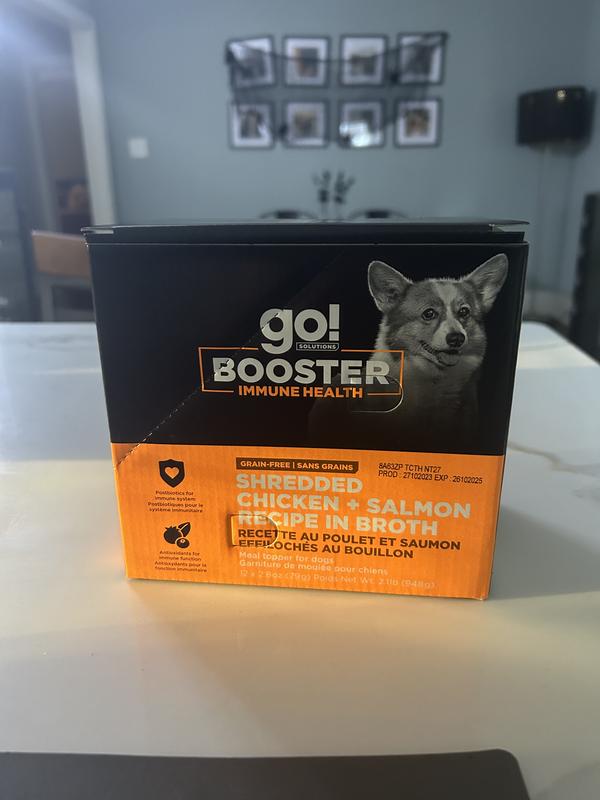 go!
SOLUTIONS
BOOSTER
IMMUNE HEALTH
GRAIN-FREE | SANS GRAINS
8A63ZP TCTH NT27
PROD : 27102023 EXP : 26102025
SHREDDED
CHICKEN + SALMON
RECIPE IN BROTH
RECETTE AU POULET ET SAUMON
EFFILOCHÉS AU BOUILLON
Meal topper for dogs
Garniture de moulée pour chiens
12 x 2.8oz (79g) Poids Net Wt. 2.1lb (948g)
Postbiotics for
immune system
Postbiotiques pour le
système immunitaire
Antioxidants for
immune function
Antioxydants pour la
fonction immunitaire